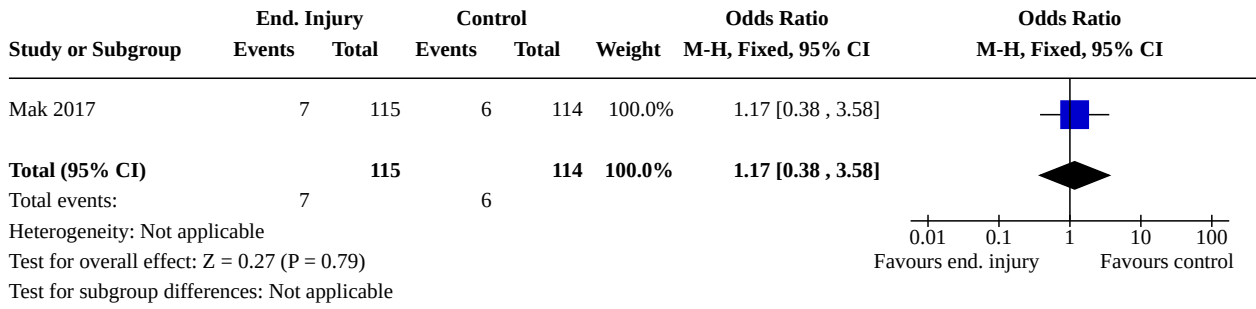 End. Injury Control Odds Ratio Odds Ratio
Study or Subgroup Events Total Events Total Weight M-H, Fixed, 95% CI M-H, Fixed, 95% CI
Mak 2017 7 115 6 114 100.0% 1.17 [0.38 , 3.58]
Total (95% CI) 115 114 100.0% 1.17 [0.38 , 3.58]
Total events: 7 6
Heterogeneity: Not applicable
0.01 0.1 1 10 100
Test for overall effect: Z = 0.27 (P = 0.79) Favours end. injury Favours control
Test for subgroup differences: Not applicable